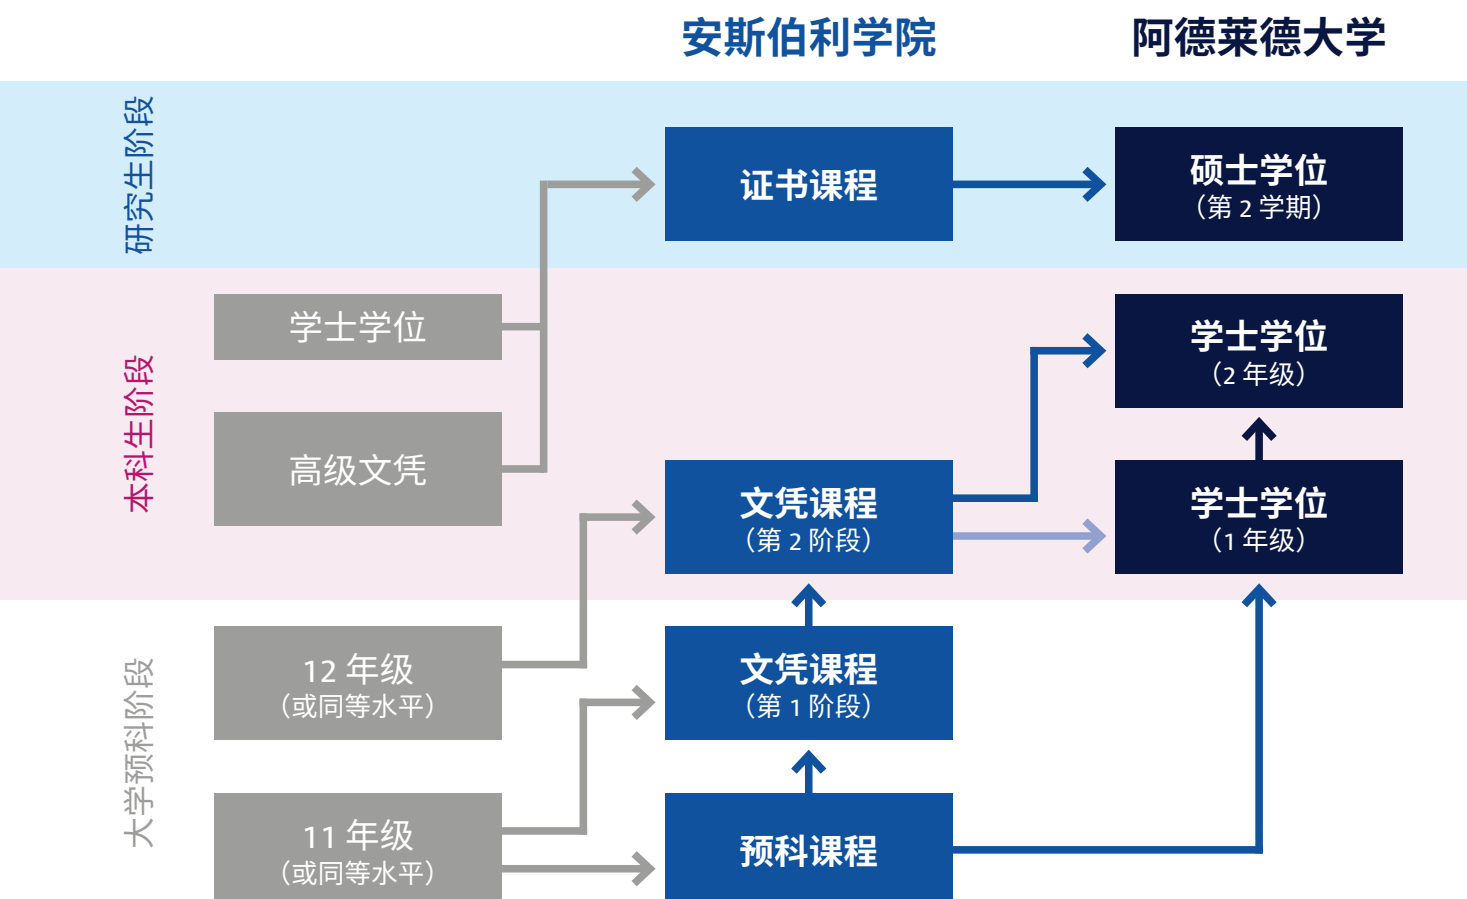 安斯伯利学院
阿德莱德大学
研究生阶段
证书课程
硕士学位
（第 2 学期）
本科生阶段
学士学位
高级文凭
学士学位
（2 年级）
文凭课程
（第 2 阶段）
学士学位
（1 年级）
大学预科阶段
12 年级
（或同等水平）
文凭课程
（第 1 阶段）
11 年级
（或同等水平）
预科课程